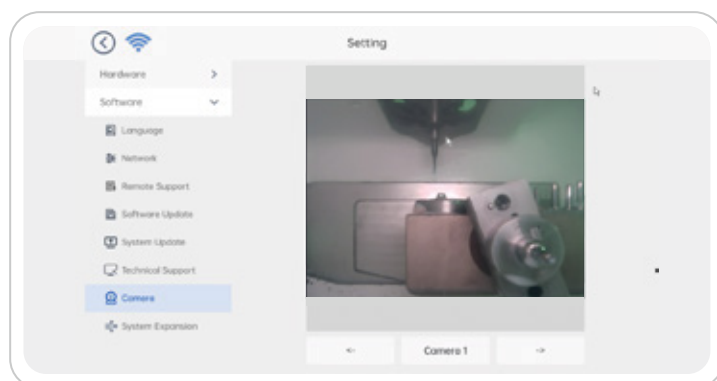 Setting
Hardware >
Software
Language
Network
Remote Support
Software Update
System Update
Technical Support
Camera
System Expansion
<- Camera 1 ->